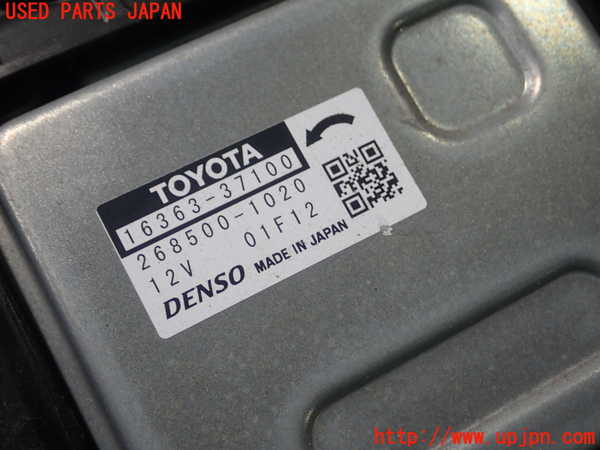 USED PARTS JAPAN
TOYOTA
16363-37100
268500-1020
12V 01F12
DENSO MADE IN JAPAN
http://www.upjpn.com/